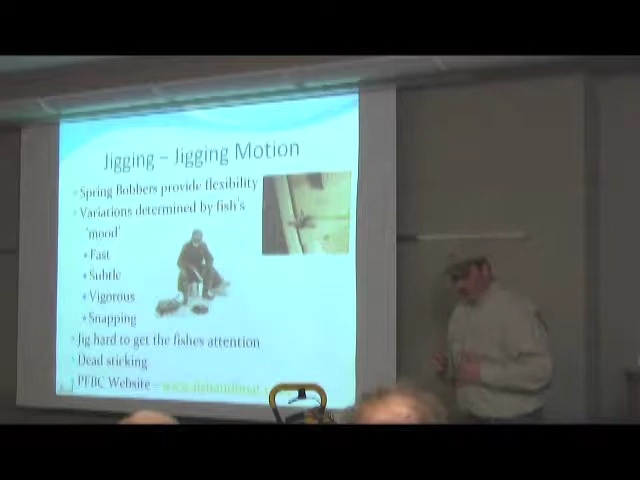 Jigging – Jigging Motion
Spring Bobbers provide flexibility
Variations determined by fish's
'mood'
Fast
Subtle
Vigorous
Snapping
Jig hard to get the fishes attention
Dead sticking
PFBC Website -